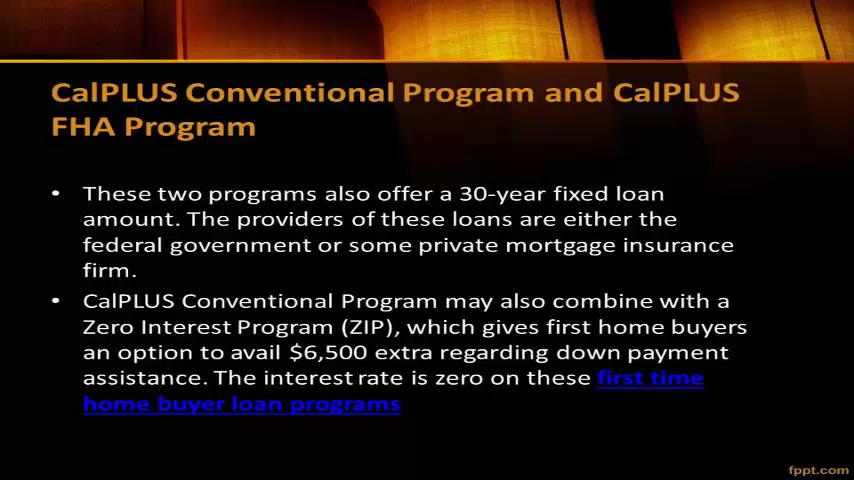 CalPLUS Conventional Program and CalPLUS
FHA Program
• These two programs also offer a 30-year fixed loan
amount. The providers of these loans are either the
federal government or some private mortgage insurance
firm.
• CalPLUS Conventional Program may also combine with a
Zero Interest Program (ZIP), which gives first home buyers
an option to avail $6,500 extra regarding down payment
assistance. The interest rate is zero on these first time
home buyer loan programs
fppt.com